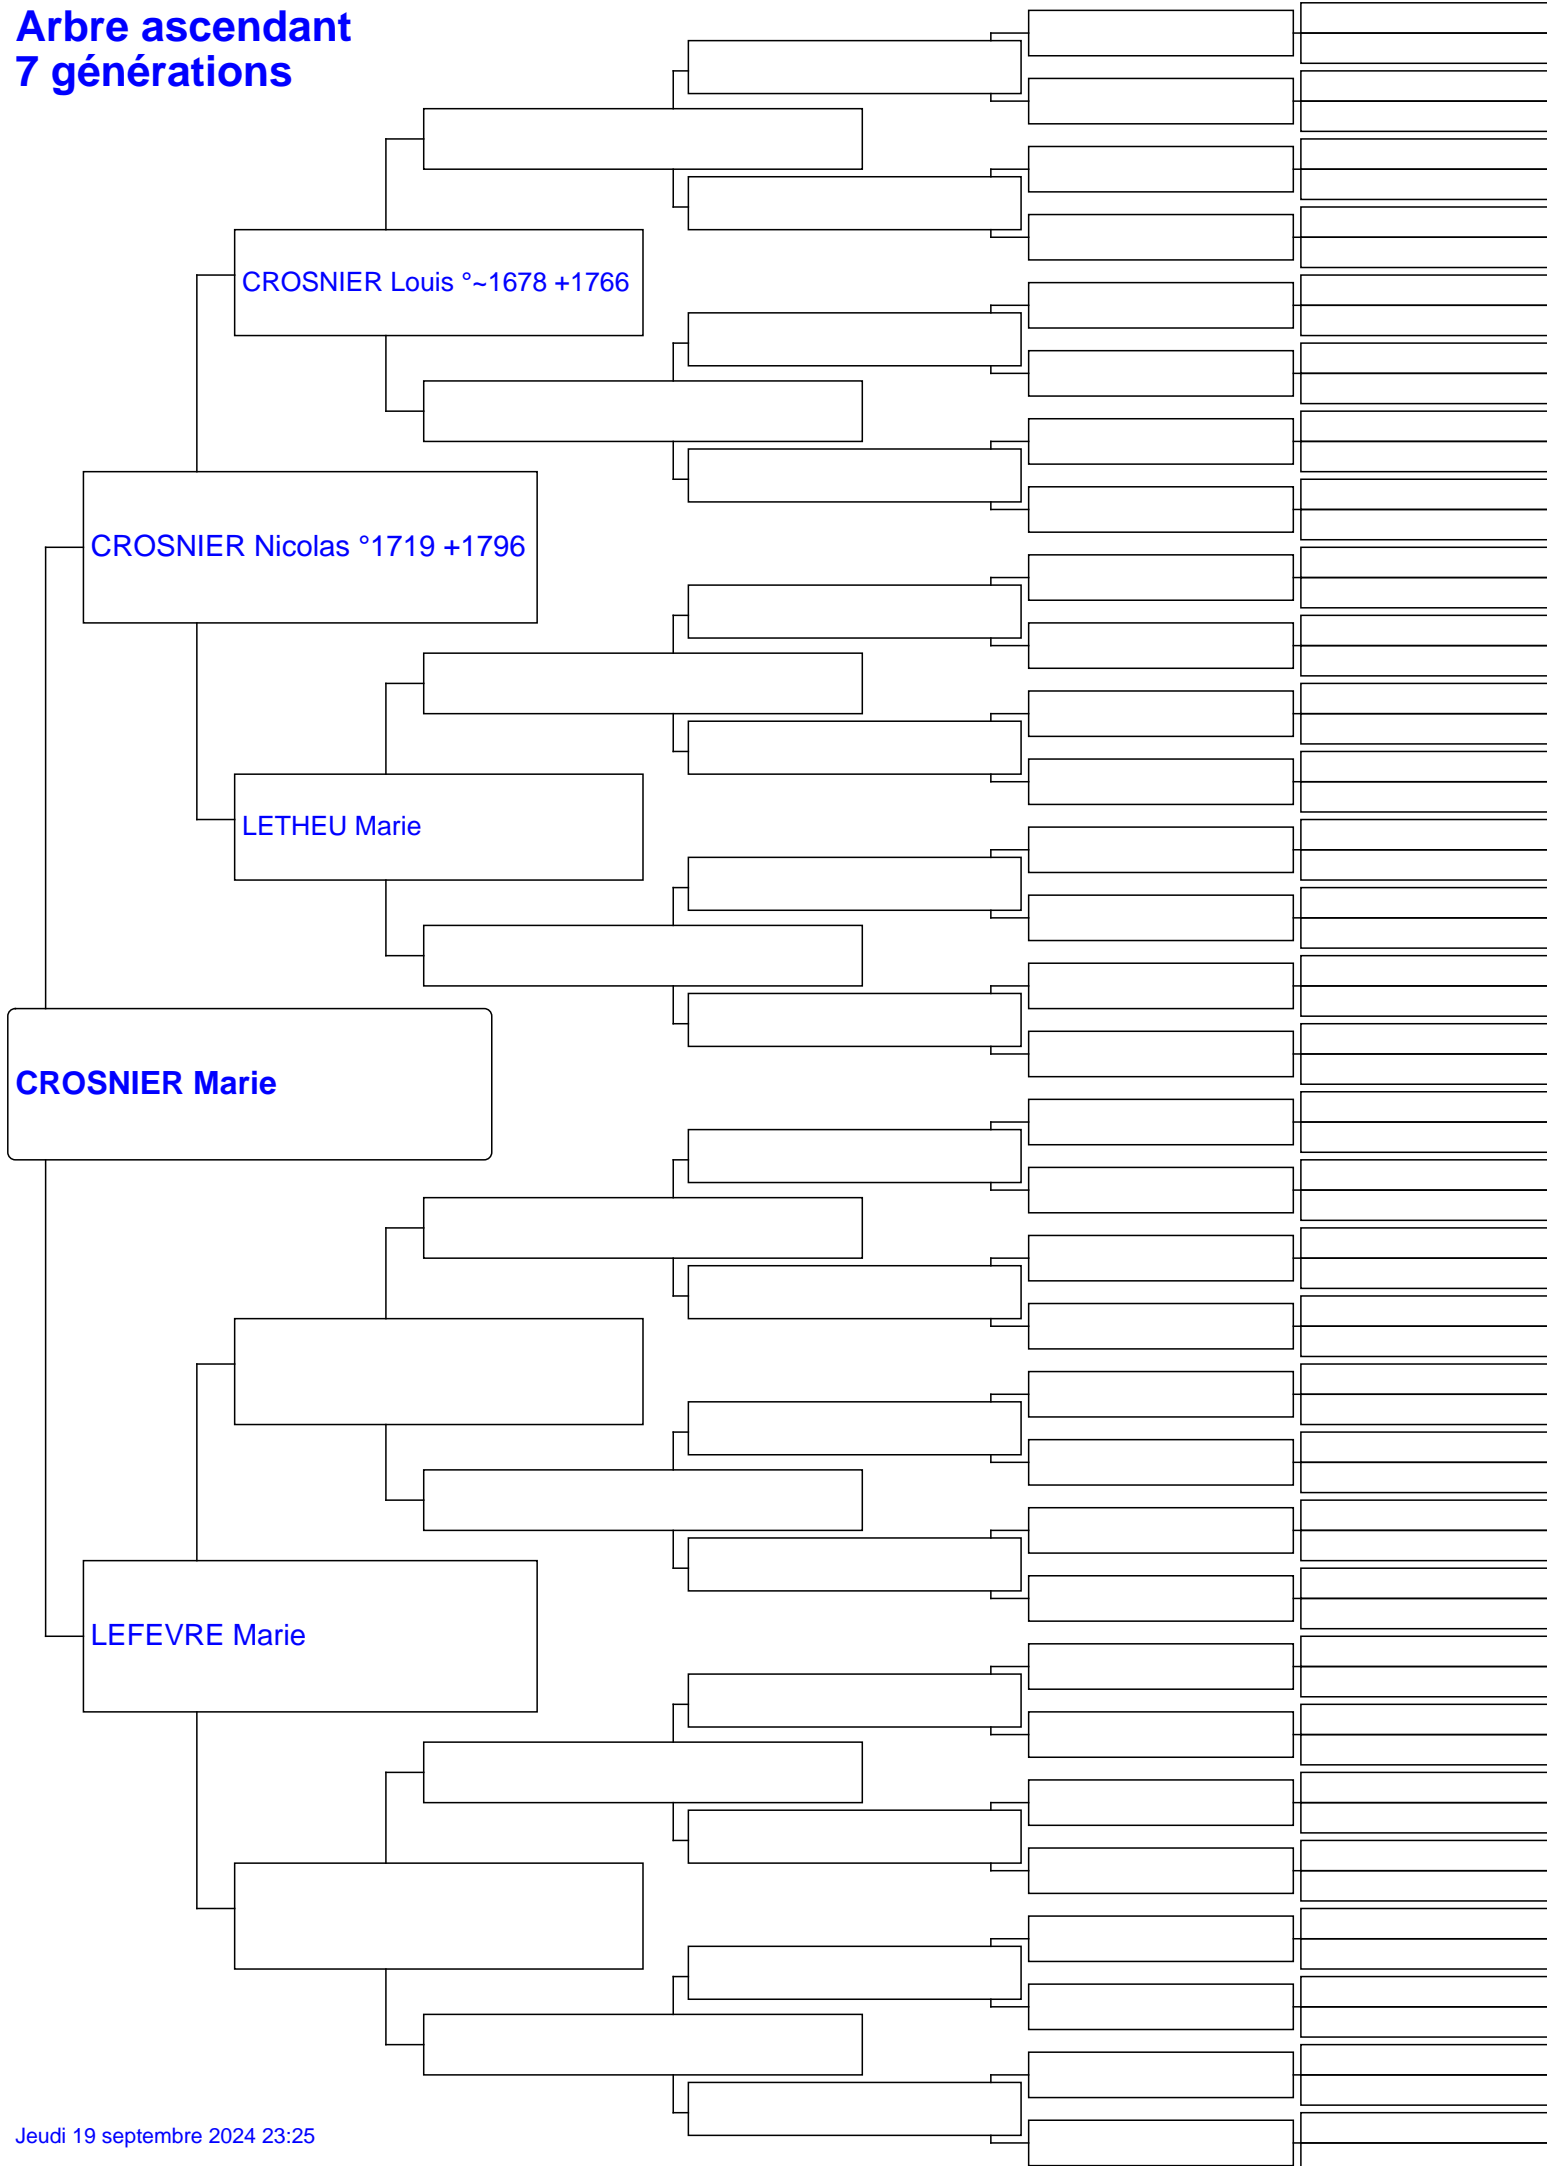 Arbre ascendant
7 générations
CROSNIER Louis °~1678 +1766
CROSNIER Nicolas °1719 +1796
LETHEU Marie
CROSNIER Marie
LEFEVRE Marie
Jeudi 19 septembre 2024 23:25